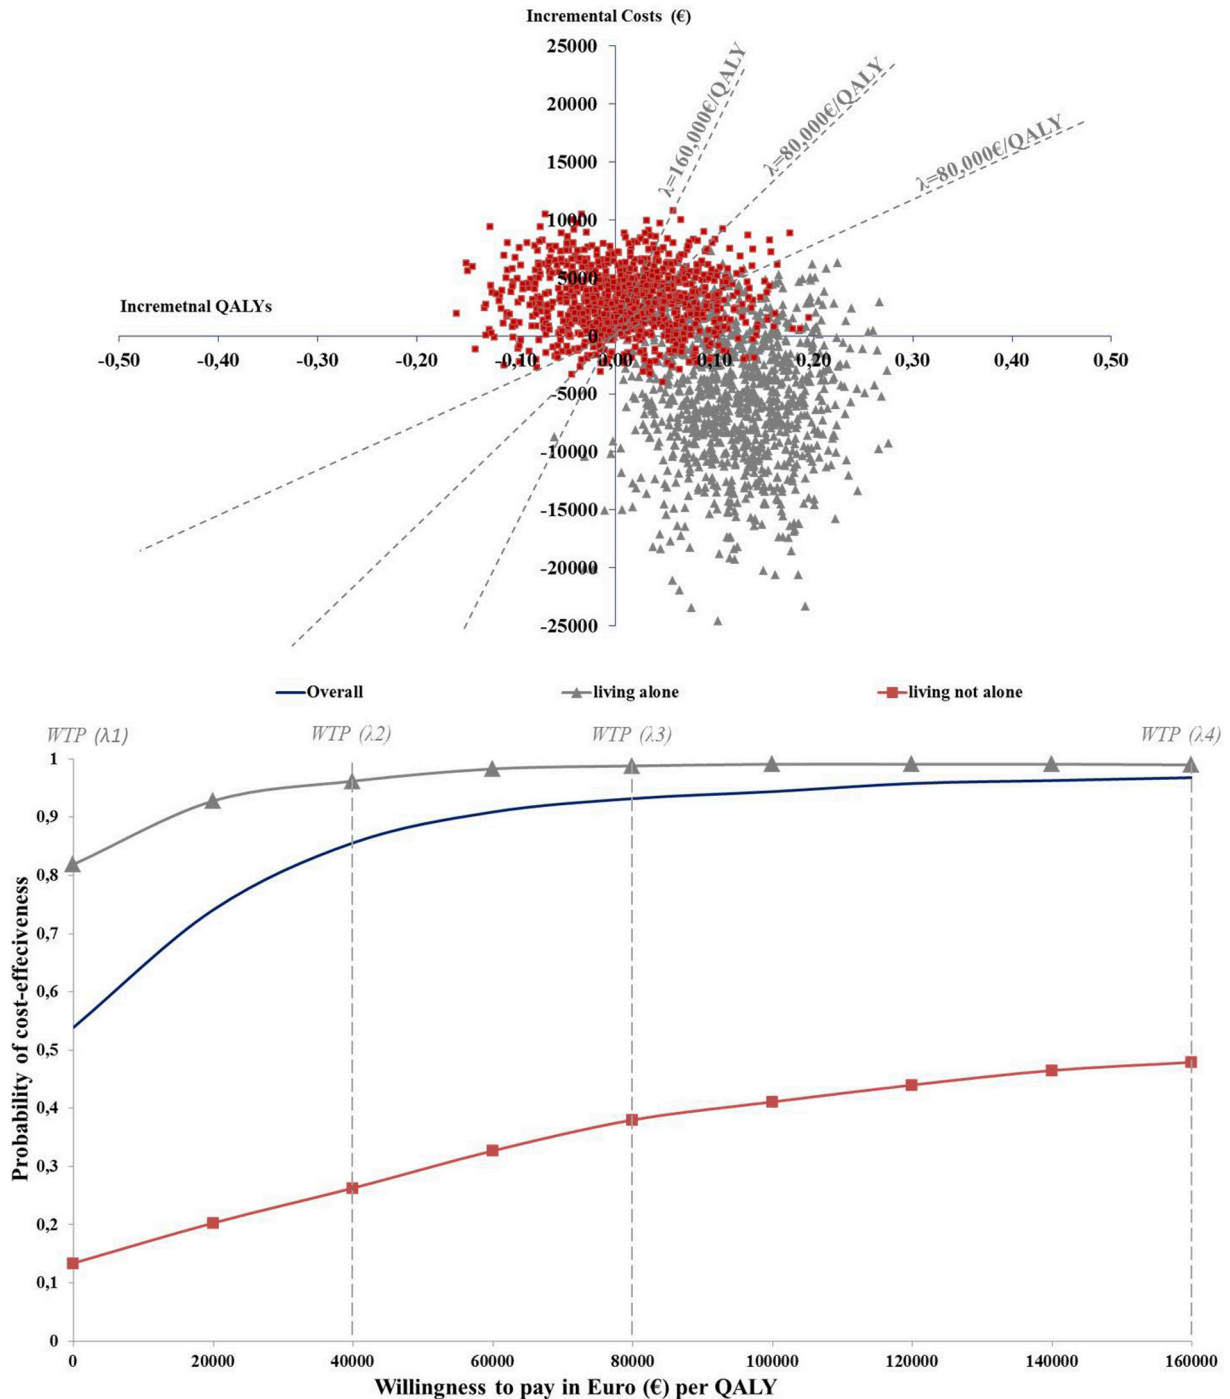 Incremental Costs (€)
25000
20000
15000
10000
5000
0
-5000
-10000
-15000
-20000
-25000
λ=160,000€/QALY
λ=80,000€/QALY
λ=80,000€/QALY
Incremetnal QALYs
-0,50 -0,40 -0,30 -0,20 -0,10 0,00 0,10 0,20 0,30 0,40 0,50
Overall living alone living not alone
WTP (λ1) WTP (λ2) WTP (λ3) WTP (λ4)
Probability of cost-effeciveness
1
0,9
0,8
0,7
0,6
0,5
0,4
0,3
0,2
0,1
0
0 20000 40000 60000 80000 100000 120000 140000 160000
Willingness to pay in Euro (€) per QALY